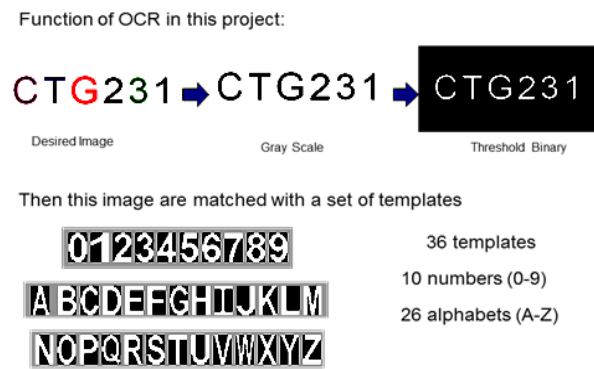 Function of OCR in this project:
CTG231 CTG231 CTG231
Desired Image Gray Scale Threshold Binary
Then this image are matched with a set of templates
0123456789
36 templates
10 numbers (0-9)
ABCDEFGHIJKLM
26 alphabets (A-Z)
NOPQRSTUVWXYZ